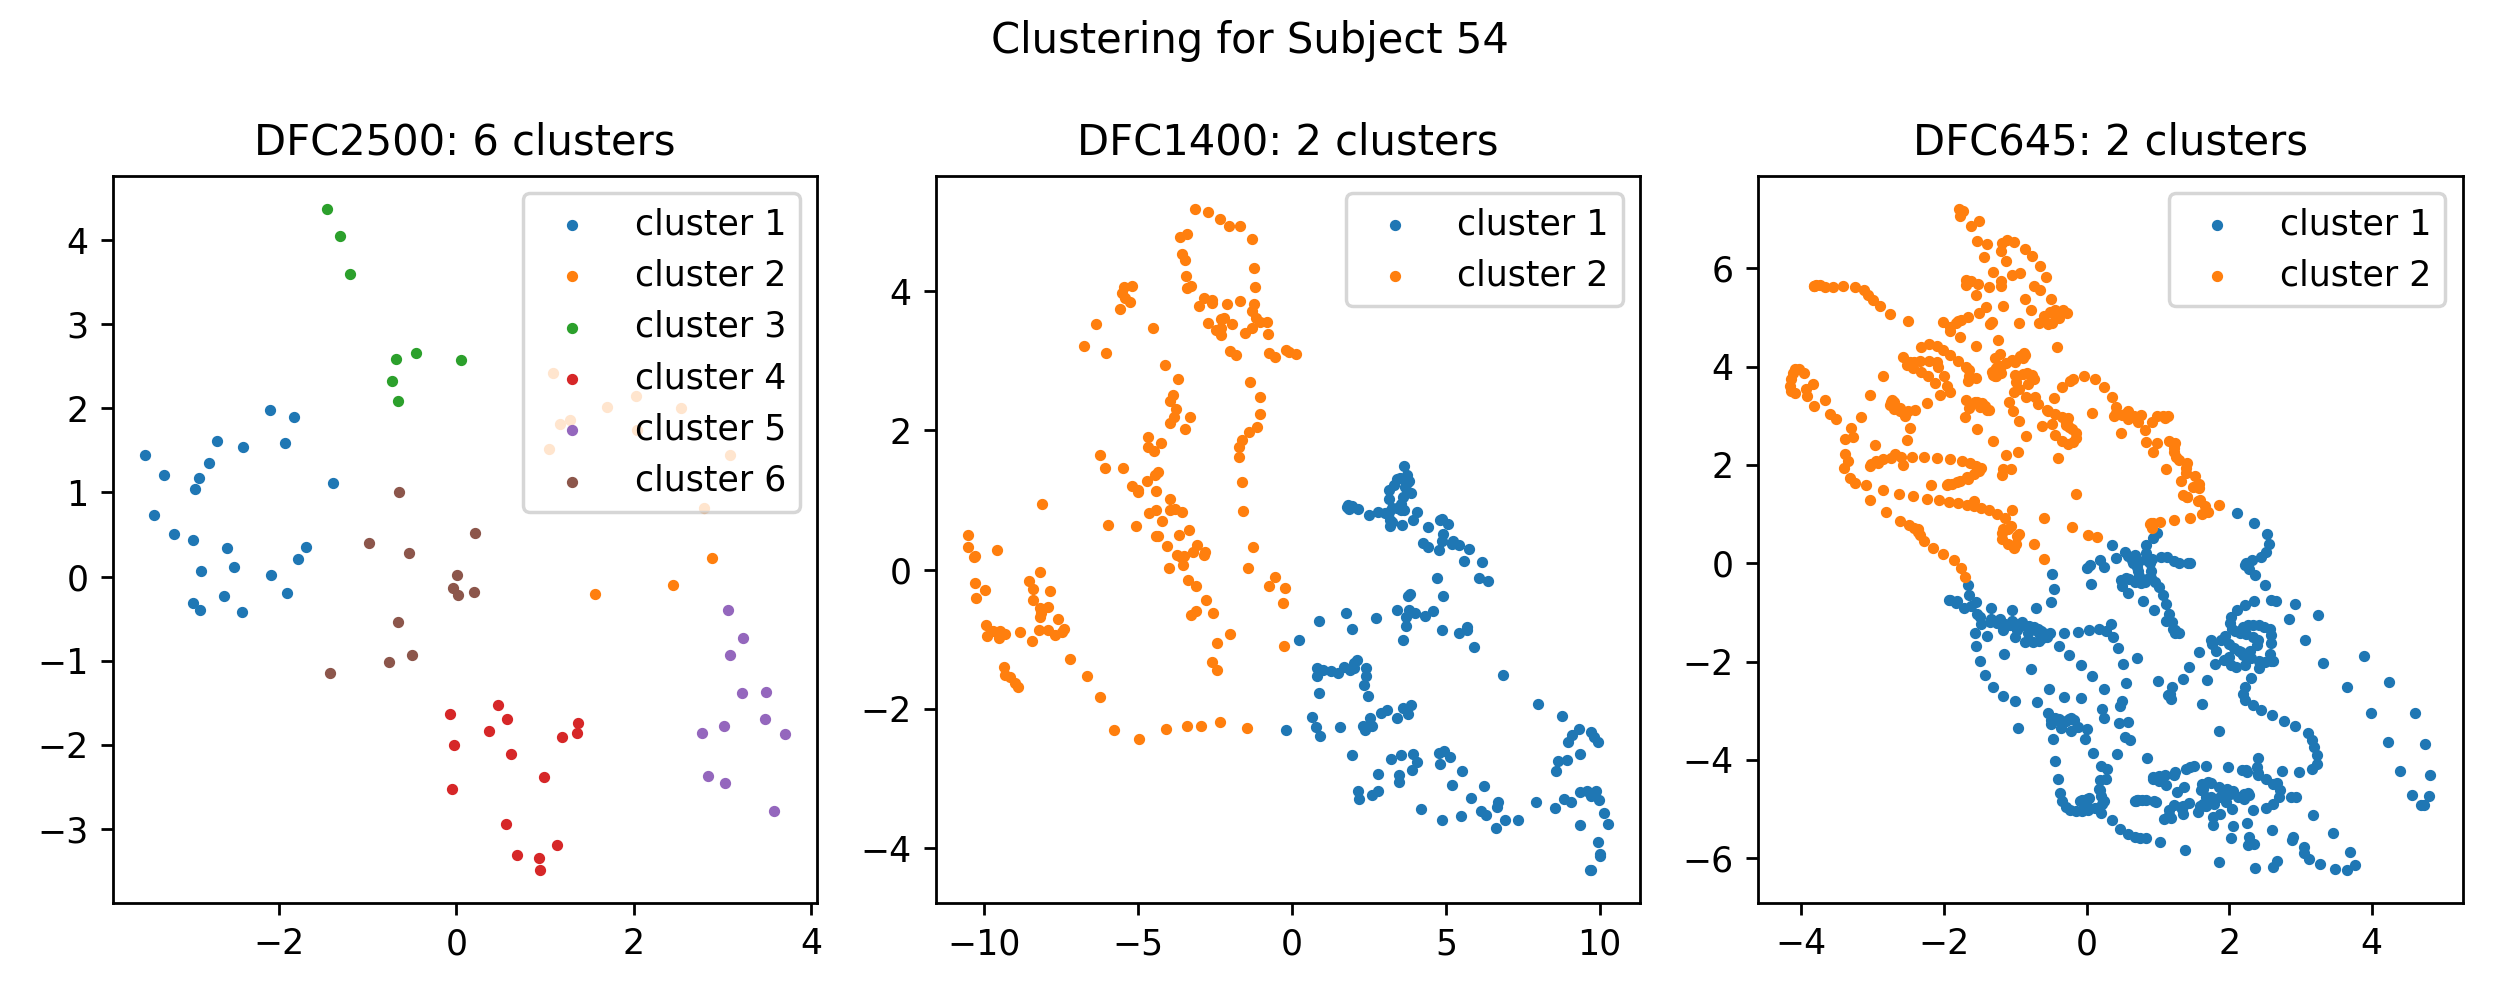 Clustering for Subject 54
DFC2500: 6 clusters
4
3
2
1
0
−1
−2
−3
−2
0
2
4
cluster 1
cluster 2
cluster 3
cluster 4
cluster 5
cluster 6
DFC1400: 2 clusters
4
2
0
−2
−4
−10
−5
0
5
10
cluster 1
cluster 2
DFC645: 2 clusters
6
4
2
0
−2
−4
−6
−4
−2
0
2
4
cluster 1
cluster 2